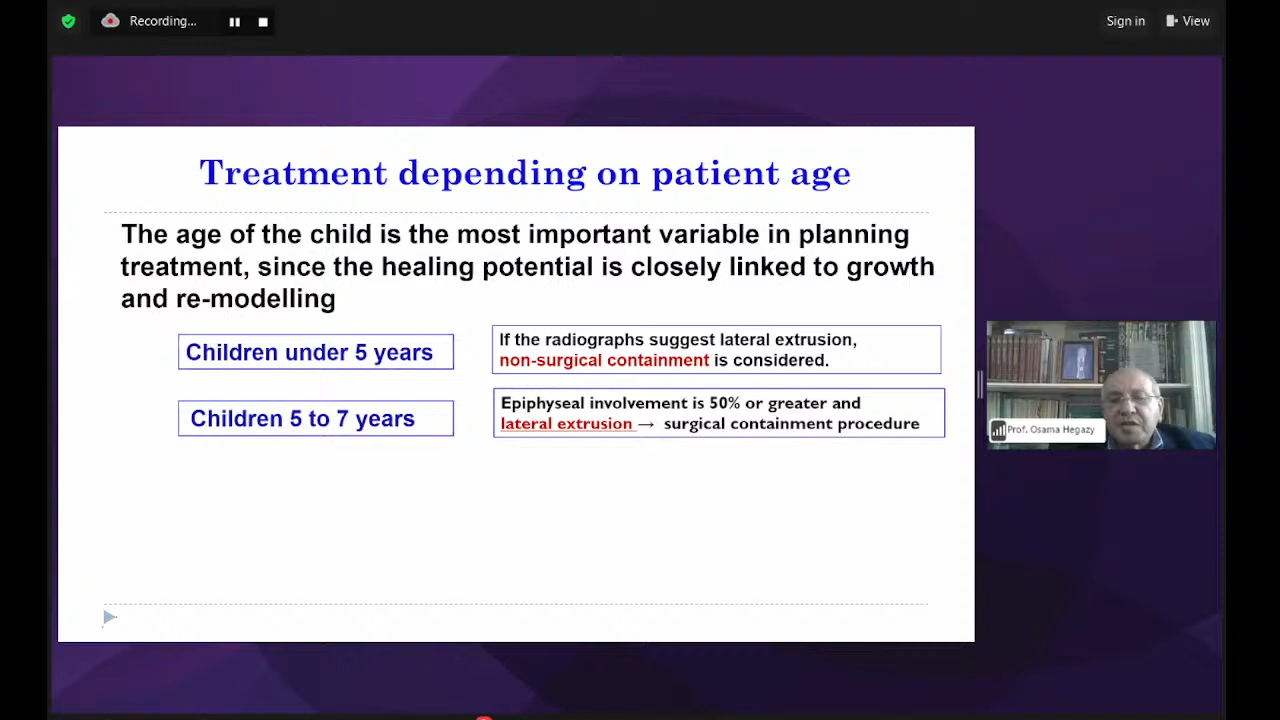 Recording...
Sign in
View
Treatment depending on patient age
The age of the child is the most important variable in planning
treatment, since the healing potential is closely linked to growth
and re-modelling
Children under 5 years
If the radiographs suggest lateral extrusion,
non-surgical containment is considered.
Children 5 to 7 years
Epiphyseal involvement is 50% or greater and
lateral extrusion → surgical containment procedure
Prof. Osama Hegazy